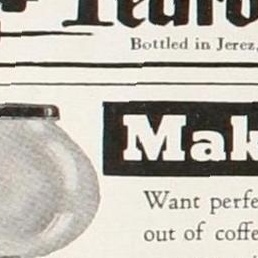 Bottled in Jerez,
Mak
Want perfe
out of coffe